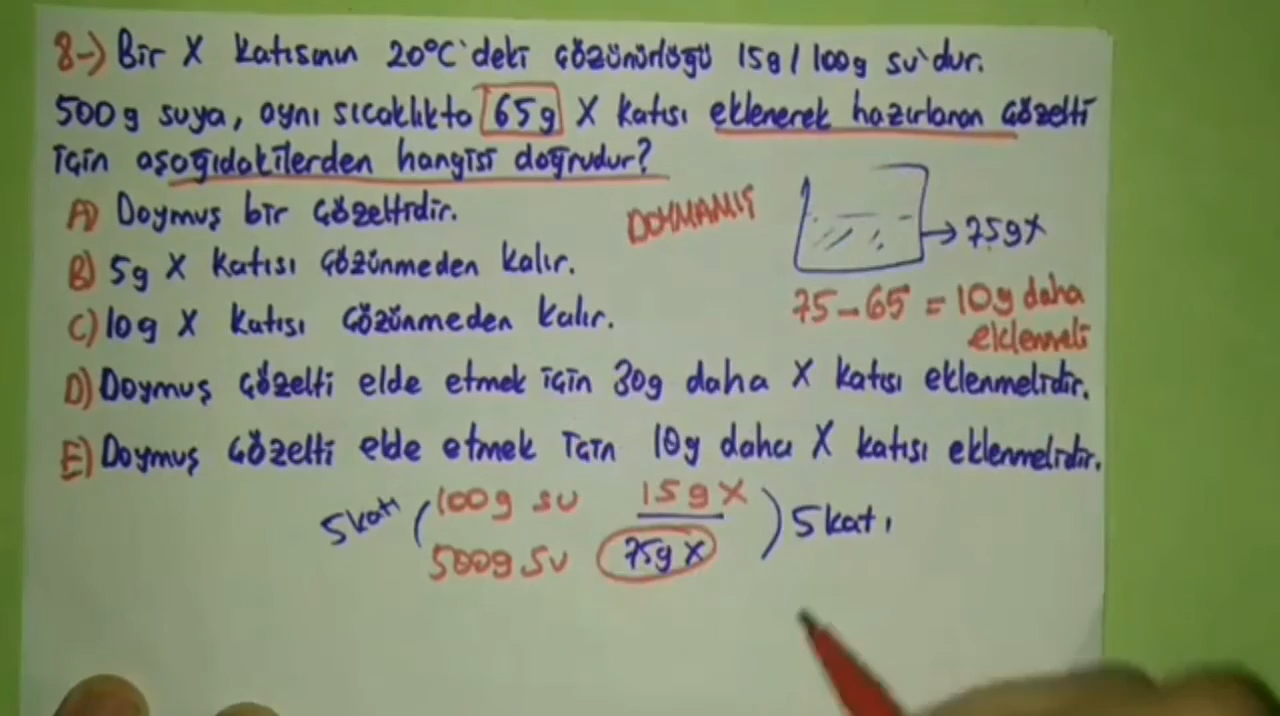 8-) Bir X katısının 20°C'deki çözünürlüğü 15g / 100g su'dur.
500g suya, aynı sıcaklıkta 65g X katısı eklenerek hazırlanan çözelti
için aşağıdakilerden hangisi doğrudur?
A) Doymuş bir çözeltidir.
DOYMAMIŞ
75gX
B) 5g X katısı çözünmeden kalır.
75-65 = 10g daha
eklenmeli
C) 10g X katısı çözünmeden kalır.
D) Doymuş çözelti elde etmek için 30g daha X katısı eklenmelidir.
E) Doymuş çözelti elde etmek için 10g daha X katısı eklenmelidir.
5 katı ( 100g su 15g X ) 5 katı
500g su 75g X